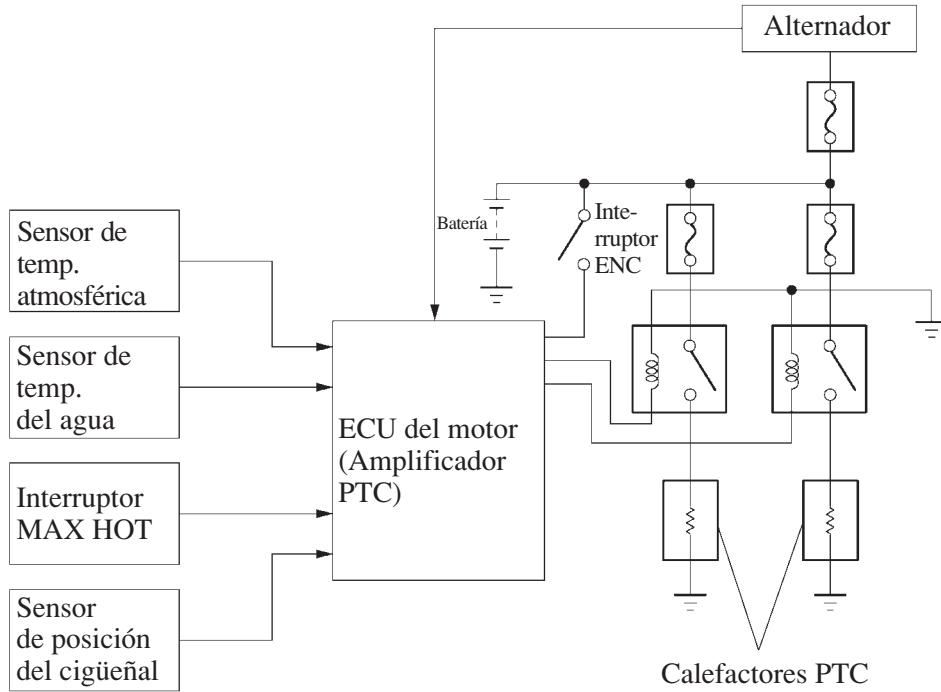 Alternador
Batería
Inte-
rruptor
ENC
Sensor de
temp.
atmosférica
Sensor de
temp.
del agua
Interruptor
MAX HOT
Sensor
de posición
del cigüeñal
ECU del motor
(Amplificador
PTC)
Calefactores PTC